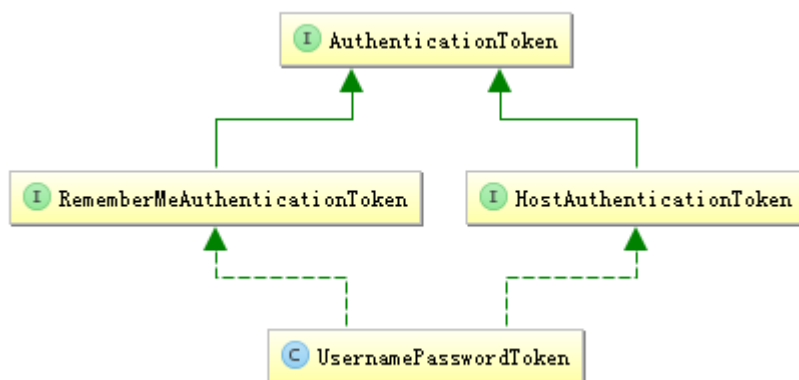 I AuthenticationToken
I RememberMeAuthenticationToken
I HostAuthenticationToken
C UsernamePasswordToken